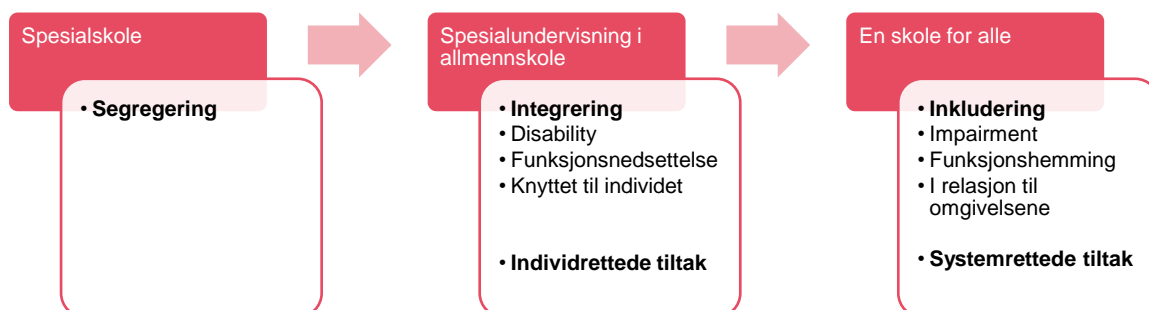 Spesialskole
• Segregering
Spesialundervisning i
allmennskole
• Integrering
• Disability
• Funksjonsnedsettelse
• Knyttet til individet
• Individrettede tiltak
En skole for alle
• Inkludering
• Impairment
• Funksjonshemming
• I relasjon til
omgivelsene
• Systemrettede tiltak